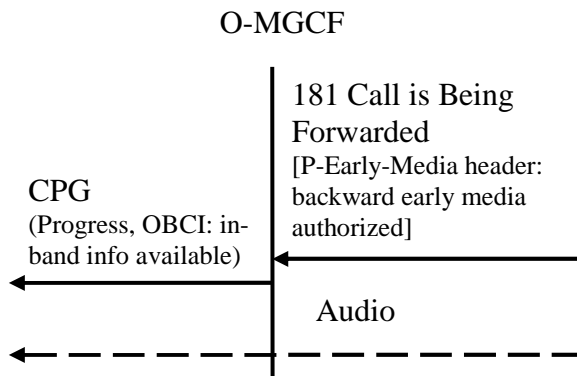 O-MGCF
181 Call is Being
Forwarded
[P-Early-Media header:
backward early media
authorized]
CPG
(Progress, OBCI: in-
band info available)
Audio